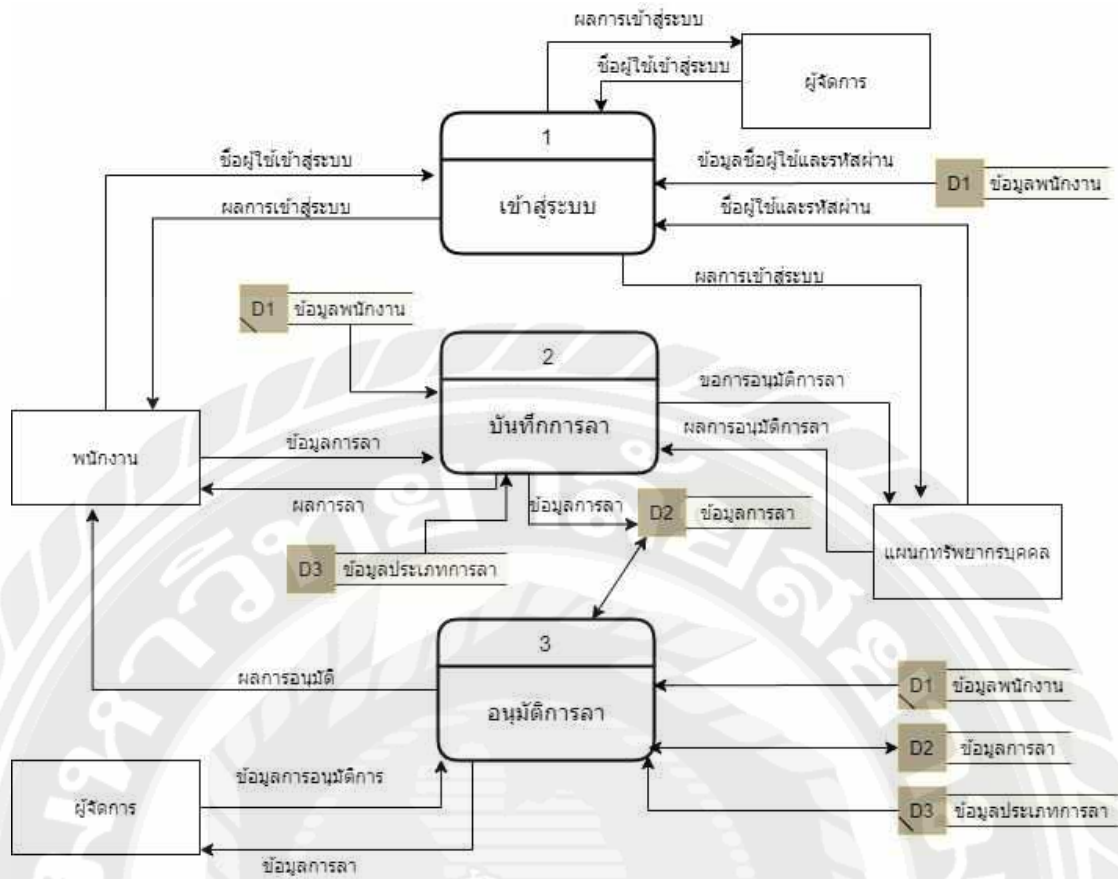 ผลการเข้าสู่ระบบ
ชื่อผู้ใช้เข้าสู่ระบบ
ผู้จัดการ
1
เข้าสู่ระบบ
ชื่อผู้ใช้เข้าสู่ระบบ
ผลการเข้าสู่ระบบ
ข้อมูลชื่อผู้ใช้และรหัสผ่าน
D1 ข้อมูลพนักงาน
ชื่อผู้ใช้และรหัสผ่าน
ผลการเข้าสู่ระบบ
D1 ข้อมูลพนักงาน
2
บันทึกการลา
ขอการอนุมัติการลา
ผลการอนุมัติการลา
พนักงาน
ข้อมูลการลา
ผลการลา
ข้อมูลการลา
D2 ข้อมูลการลา
แผนกทรัพยากรบุคคล
D3 ข้อมูลประเภทการลา
3
อนุมัติการลา
ผลการอนุมัติ
D1 ข้อมูลพนักงาน
D2 ข้อมูลการลา
D3 ข้อมูลประเภทการลา
ผู้จัดการ
ข้อมูลการอนุมัติการ
ข้อมูลการลา